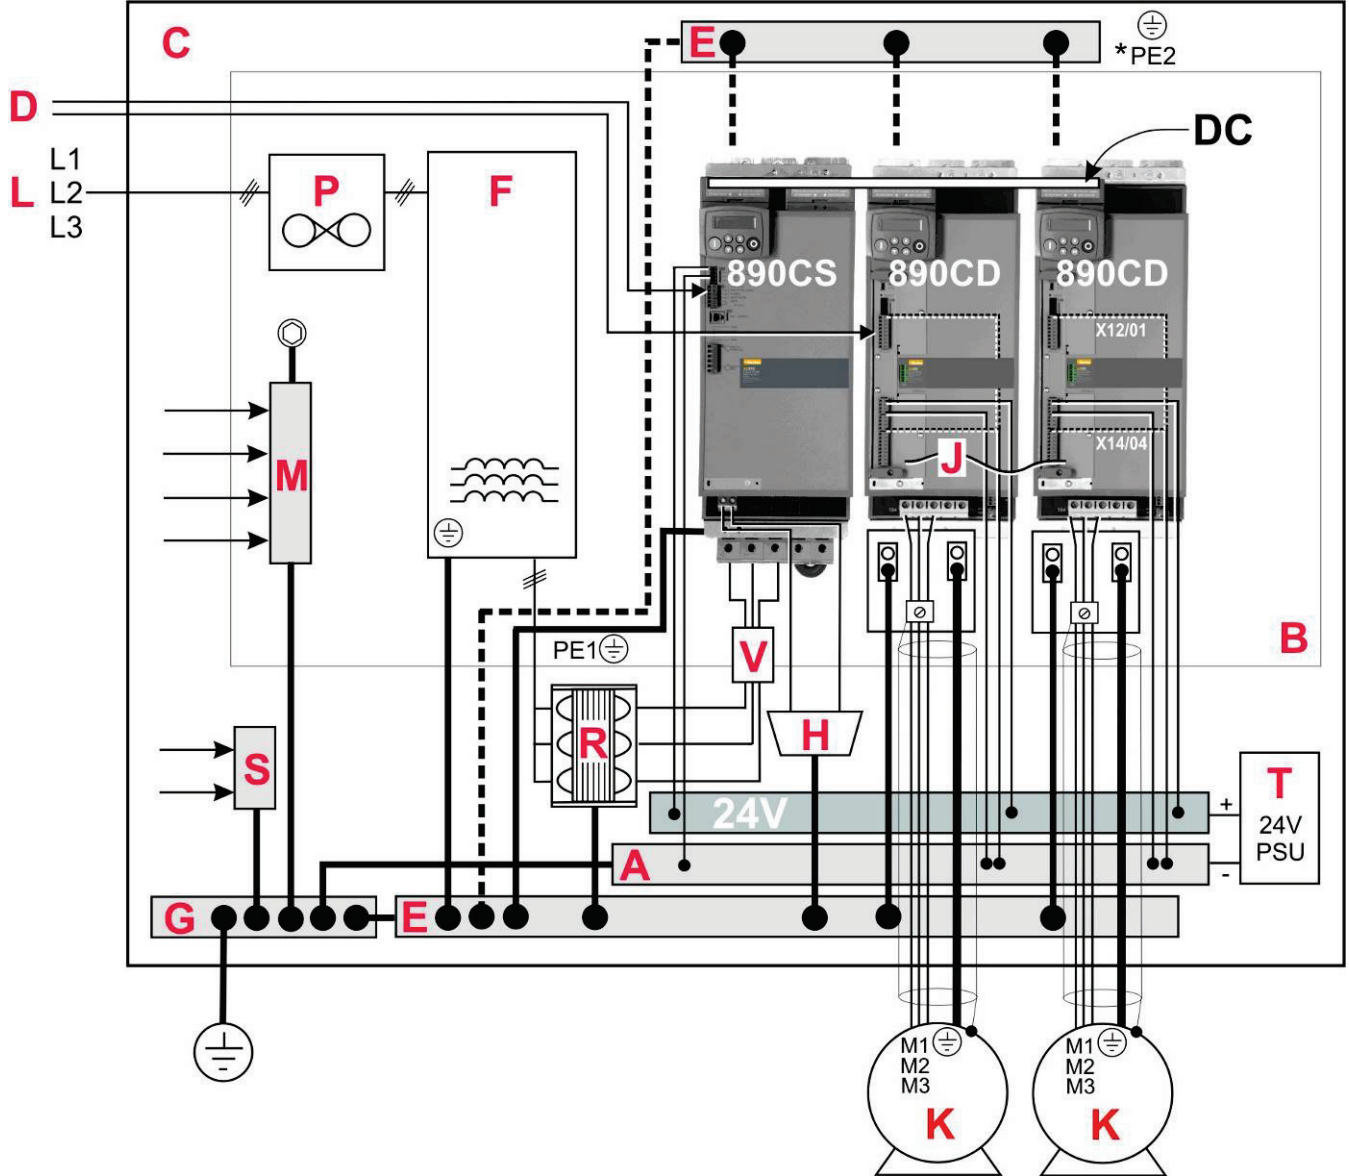 C
E
*PE2
D
DC
L1
L L2
L3
P
F
890CS
890CD
890CD
X12/01
M
J
X14/04
B
PE1
V
R
H
S
T
24V
PSU
24V
+
A
-
G
E
M1
M2
M3
K
M1
M2
M3
K